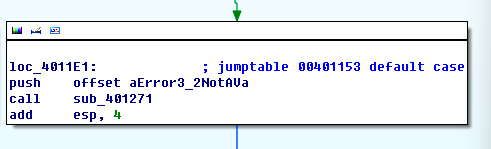 loc_4011E1: ; jumptable 00401153 default case
push offset aError3_2NotAVa
call sub_401271
add esp, 4